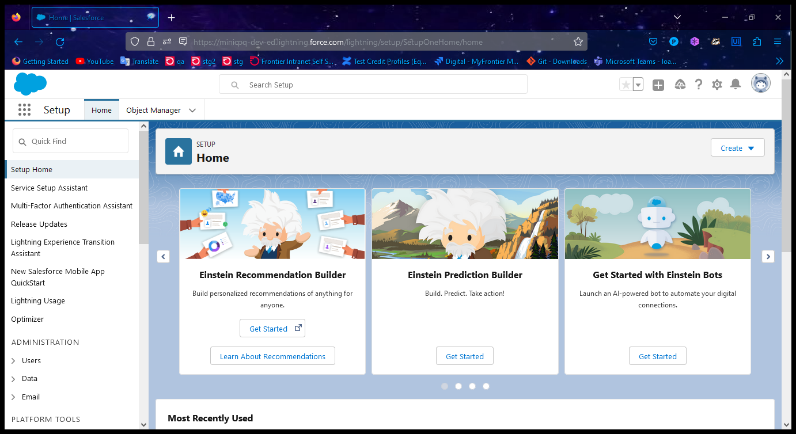 Home | Salesforce
https://minicpq-dev-ed.lightning.force.com/lightning/setup/SetupOneHome/home
Getting Started
YouTube
Translate
oa
stg2
stg
Frontier Intranet Self S...
Test Credit Profiles (Eq...
Digital - MyFrontier M...
Git - Downloads
Microsoft Teams - loa...
Search Setup
Setup
Home
Object Manager
Quick Find
Setup Home
Service Setup Assistant
Multi-Factor Authentication Assistant
Release Updates
Lightning Experience Transition
Assistant
New Salesforce Mobile App
QuickStart
Lightning Usage
Optimizer
ADMINISTRATION
Users
Data
Email
PLATFORM TOOLS
SETUP
Home
Create
Einstein Recommendation Builder
Build personalized recommendations of anything for
anyone.
Get Started
Learn About Recommendations
Einstein Prediction Builder
Build. Predict. Take action!
Get Started
Get Started with Einstein Bots
Launch an AI-powered bot to automate your digital
connections.
Get Started
Most Recently Used